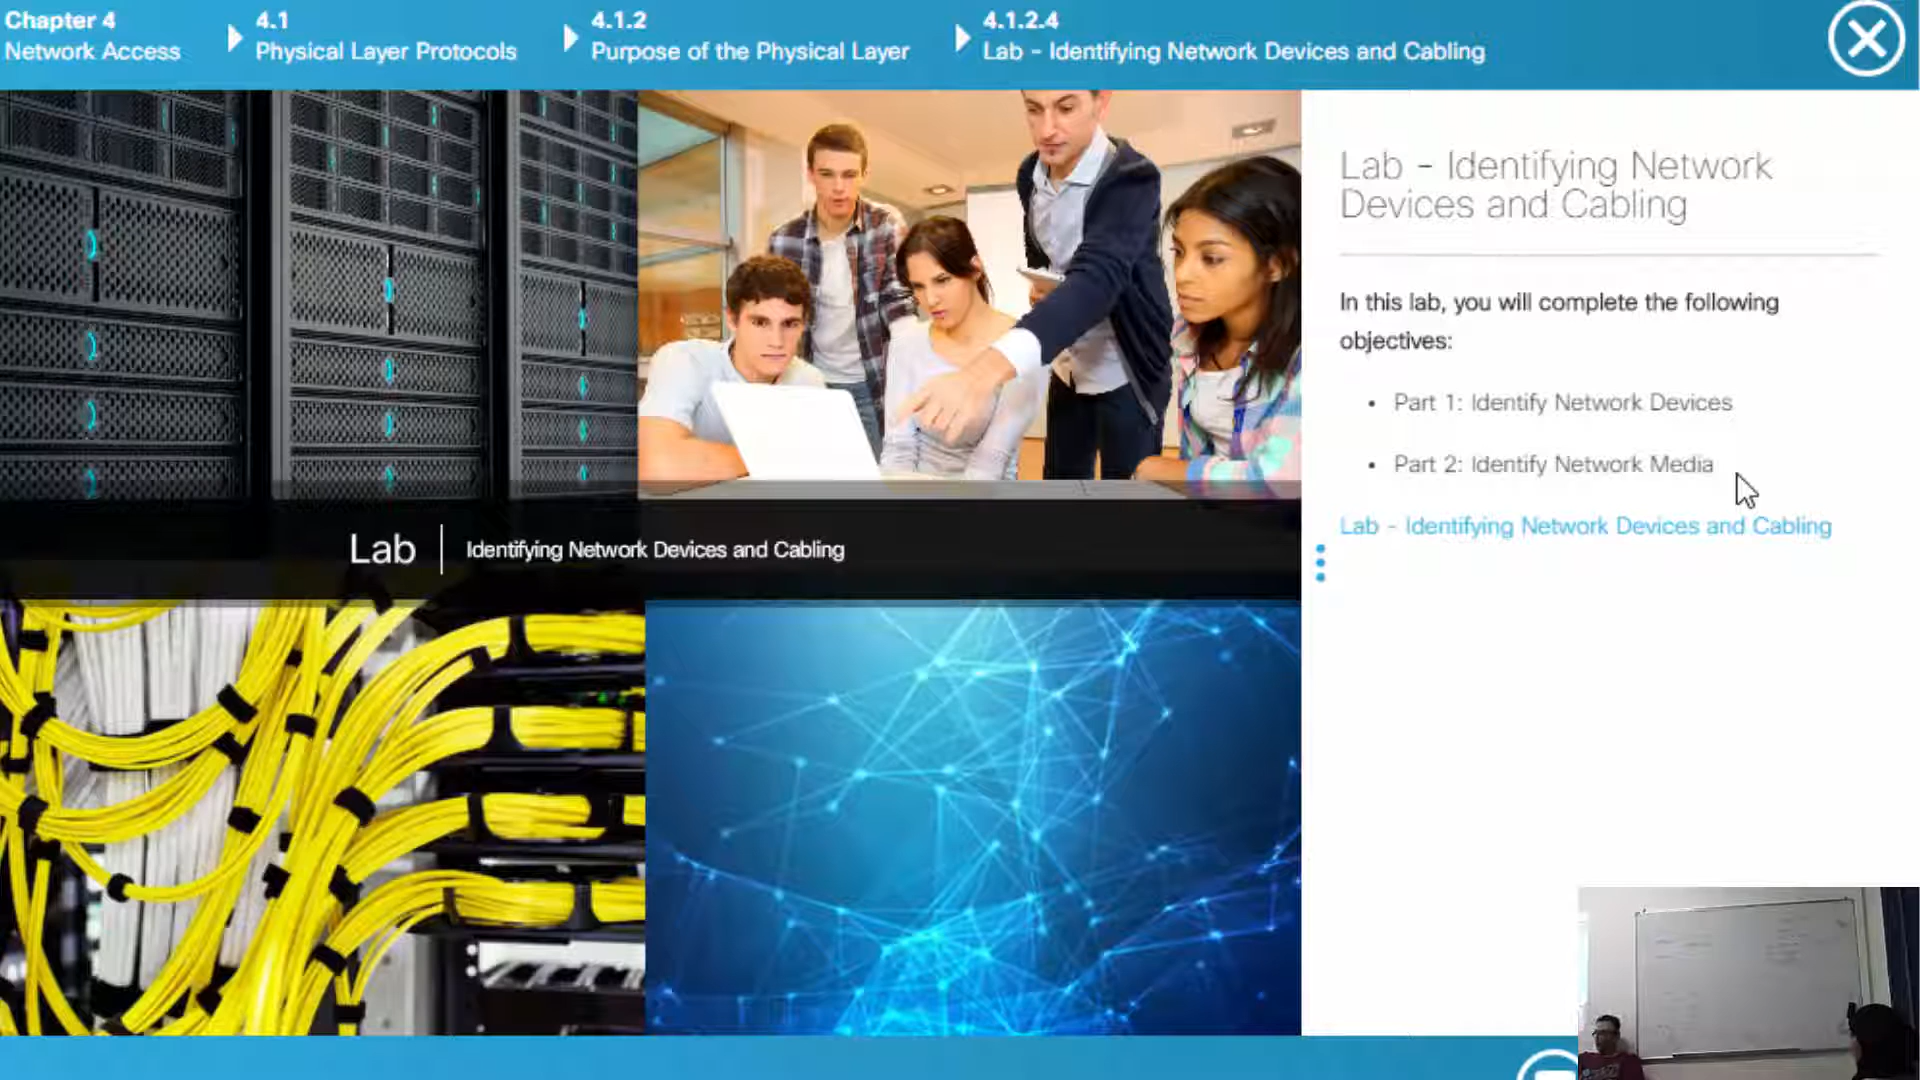 Chapter 4
Network Access
4.1
Physical Layer Protocols
4.1.2
Purpose of the Physical Layer
4.1.2.4
Lab - Identifying Network Devices and Cabling
Lab - Identifying Network
Devices and Cabling
In this lab, you will complete the following
objectives:
• Part 1: Identify Network Devices
• Part 2: Identify Network Media
Lab - Identifying Network Devices and Cabling
Lab | Identifying Network Devices and Cabling